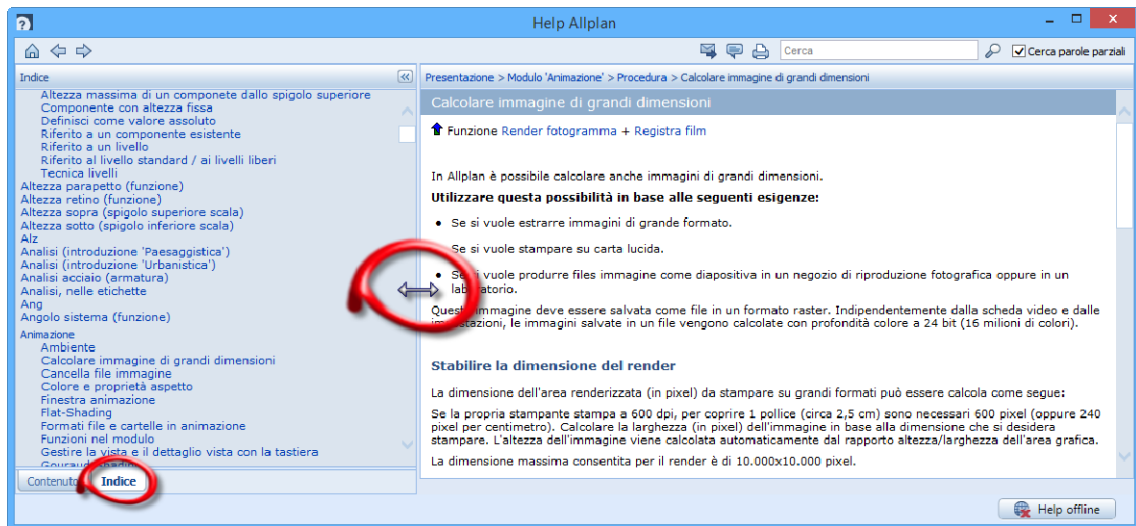 Help Allplan
Cerca
Cerca parole parziali
Indice
Altezza massima di un componete dallo spigolo superiore
Componente con altezza fissa
Definisci come valore assoluto
Riferito a un componente esistente
Riferito a un livello
Riferito al livello standard / ai livelli liberi
Tecnica livelli
Altezza parapetto (funzione)
Altezza retino (funzione)
Altezza sopra (spigolo superiore scala)
Altezza sotto (spigolo inferiore scala)
Alz
Analisi (introduzione 'Paesaggistica')
Analisi (introduzione 'Urbanistica')
Analisi acciaio (armatura)
Analisi, nelle etichette
Ang
Angolo sistema (funzione)
Animazione
Ambiente
Calcolare immagine di grandi dimensioni
Cancella file immagine
Colore e proprietà aspetto
Finestra animazione
Flat-Shading
Formati file e cartelle in animazione
Funzioni nel modulo
Gestire la vista e il dettaglio vista con la tastiera
Gouraud-Shading
Contenuto
Indice
Presentazione > Modulo 'Animazione' > Procedura > Calcolare immagine di grandi dimensioni
Calcolare immagine di grandi dimensioni
Funzione Render fotogramma + Registra film
In Allplan è possibile calcolare anche immagini di grandi dimensioni.
Utilizzare questa possibilità in base alle seguenti esigenze:
• Se si vuole estrarre immagini di grande formato.
Se si vuole stampare su carta lucida.
• Se si vuole produrre files immagine come diapositiva in un negozio di riproduzione fotografica oppure in un
laboratorio.
Questa immagine deve essere salvata come file in un formato raster. Indipendentemente dalla scheda video e dalle
impostazioni, le immagini salvate in un file vengono calcolate con profondità colore a 24 bit (16 milioni di colori).
Stabilire la dimensione del render
La dimensione dell'area renderizzata (in pixel) da stampare su grandi formati può essere calcola come segue:
Se la propria stampante stampa a 600 dpi, per coprire 1 pollice (circa 2,5 cm) sono necessari 600 pixel (oppure 240
pixel per centimetro). Calcolare la larghezza (in pixel) dell'immagine in base alla dimensione che si desidera
stampare. L'altezza dell'immagine viene calcolata automaticamente dal rapporto altezza/larghezza dell'area grafica.
La dimensione massima consentita per il render è di 10.000x10.000 pixel.
Help offline